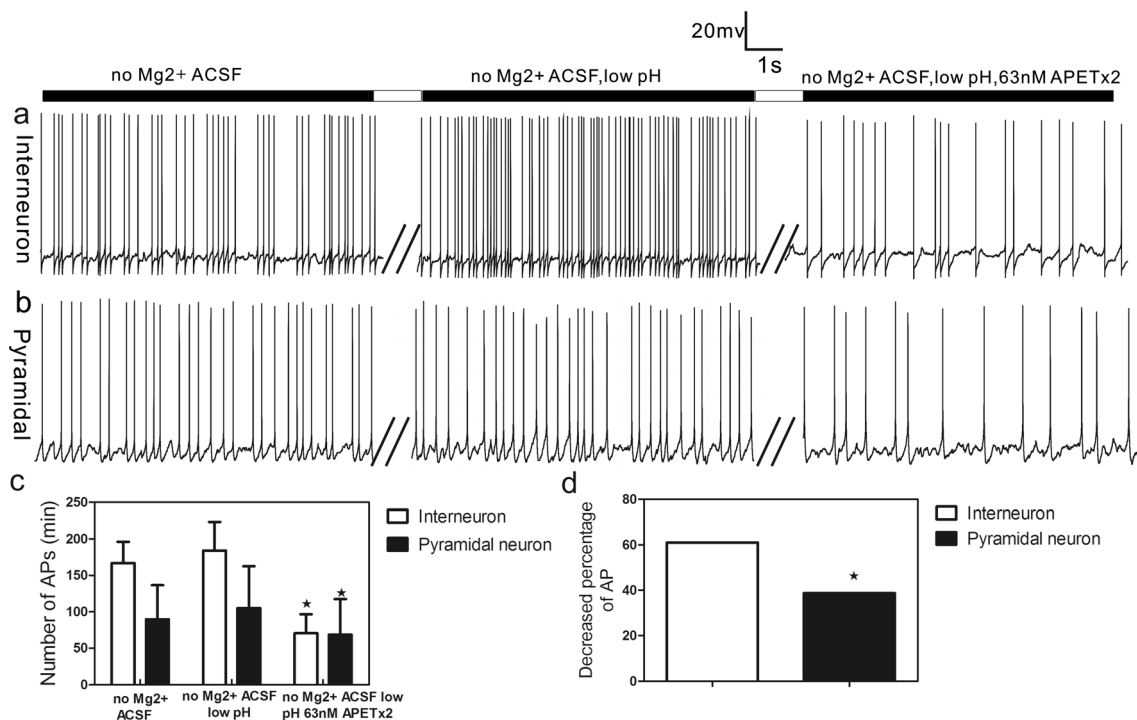 20mv
1s
no Mg2+ ACSF
no Mg2+ ACSF,low pH
no Mg2+ ACSF,low pH,63nM APETx2
a
Interneuron
b
Pyramidal
c
Number of APs (min)
250
200
150
100
50
0
no Mg2+
ACSF
no Mg2+ ACSF
low pH
no Mg2+ ACSF low
pH 63nM APETx2
Interneuron
Pyramidal neuron
d
Decreased percentage
of AP
80
60
40
20
0
Interneuron
Pyramidal neuron